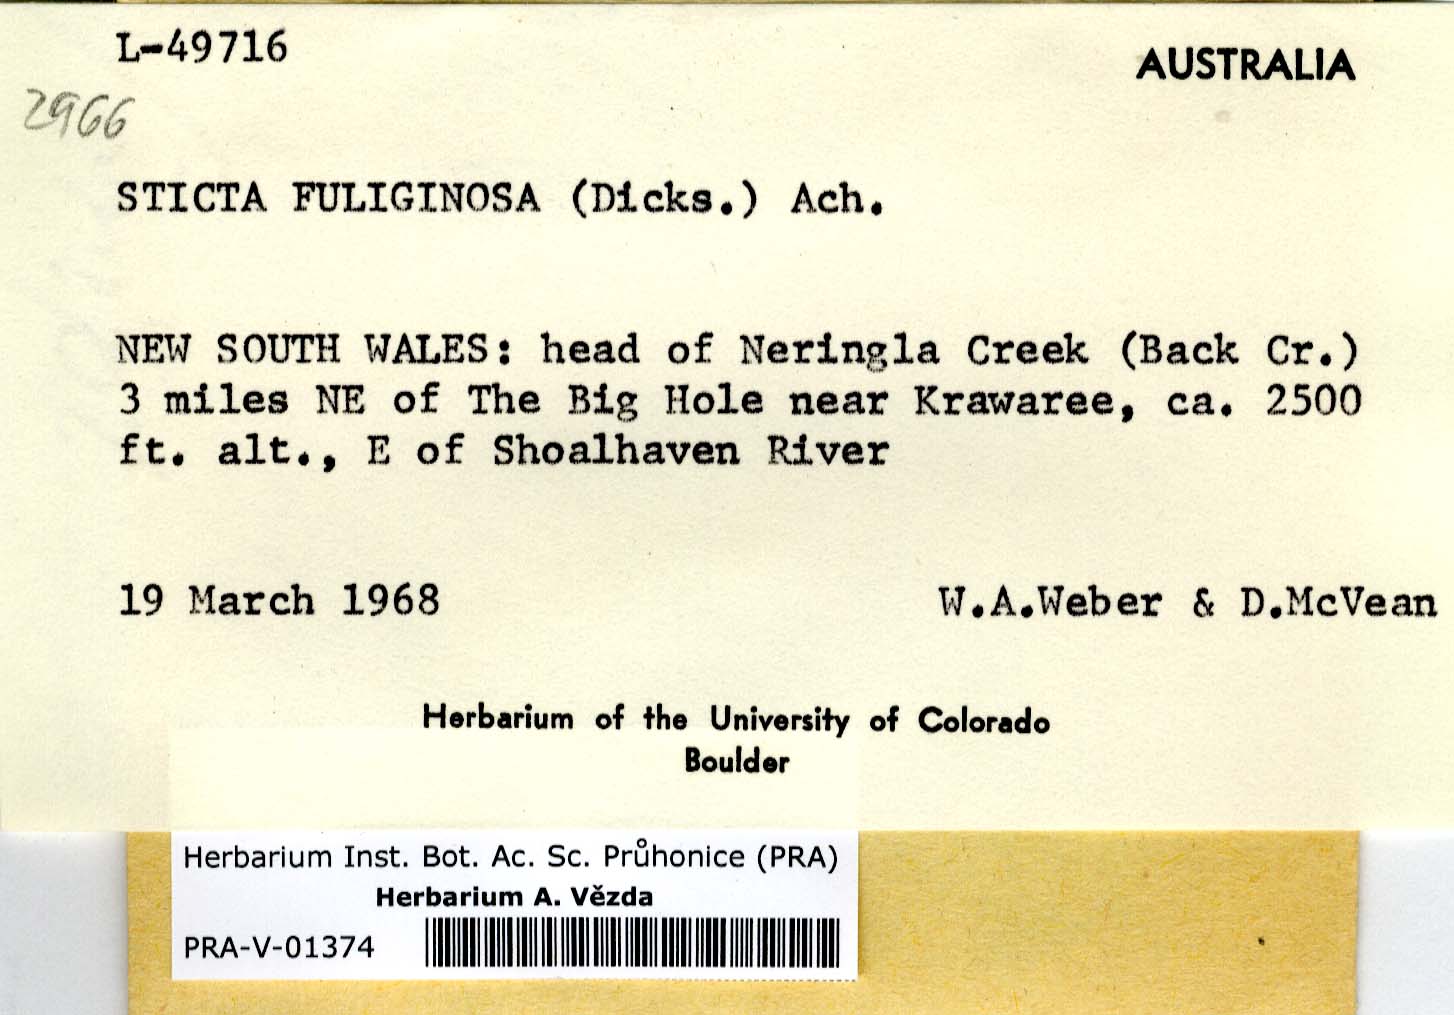 L-49716
AUSTRALIA
2966
STICTA FULIGINOSA (Dicks.) Ach.
NEW SOUTH WALES: head of Neringla Creek (Back Cr.)
3 miles NE of The Big Hole near Krawaree, ca. 2500
ft. alt., E of Shoalhaven River
19 March 1968 W.A.Weber & D.McVean
Herbarium of the University of Colorado
Boulder
Herbarium Inst. Bot. Ac. Sc. Průhonice (PRA)
Herbarium A. Vězda
PRA-V-01374